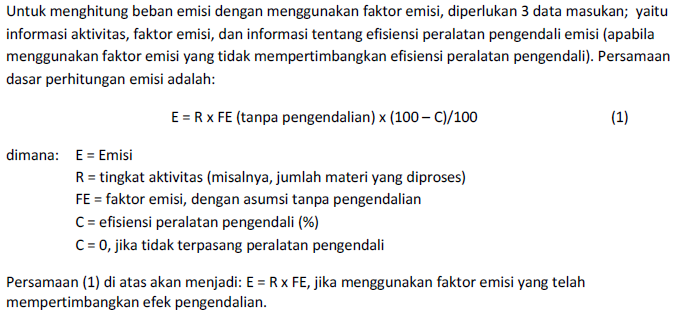 Untuk menghitung beban emisi dengan menggunakan faktor emisi, diperlukan 3 data masukan;  yaitu
informasi aktivitas, faktor emisi, dan informasi tentang efisiensi peralatan pengendali emisi (apabila
menggunakan faktor emisi yang tidak mempertimbangkan efisiensi peralatan pengendali). Persamaan
dasar perhitungan emisi adalah:
E = R x FE (tanpa pengendalian) x (100 – C)/100 (1)
dimana: E = Emisi
R = tingkat aktivitas (misalnya, jumlah materi yang diproses)
FE = faktor emisi, dengan asumsi tanpa pengendalian
C = efisiensi peralatan pengendali (%)
C = 0, jika tidak terpasang peralatan pengendali
Persamaan (1) di atas akan menjadi: E = R x FE, jika menggunakan faktor emisi yang telah
mempertimbangkan efek pengendalian.